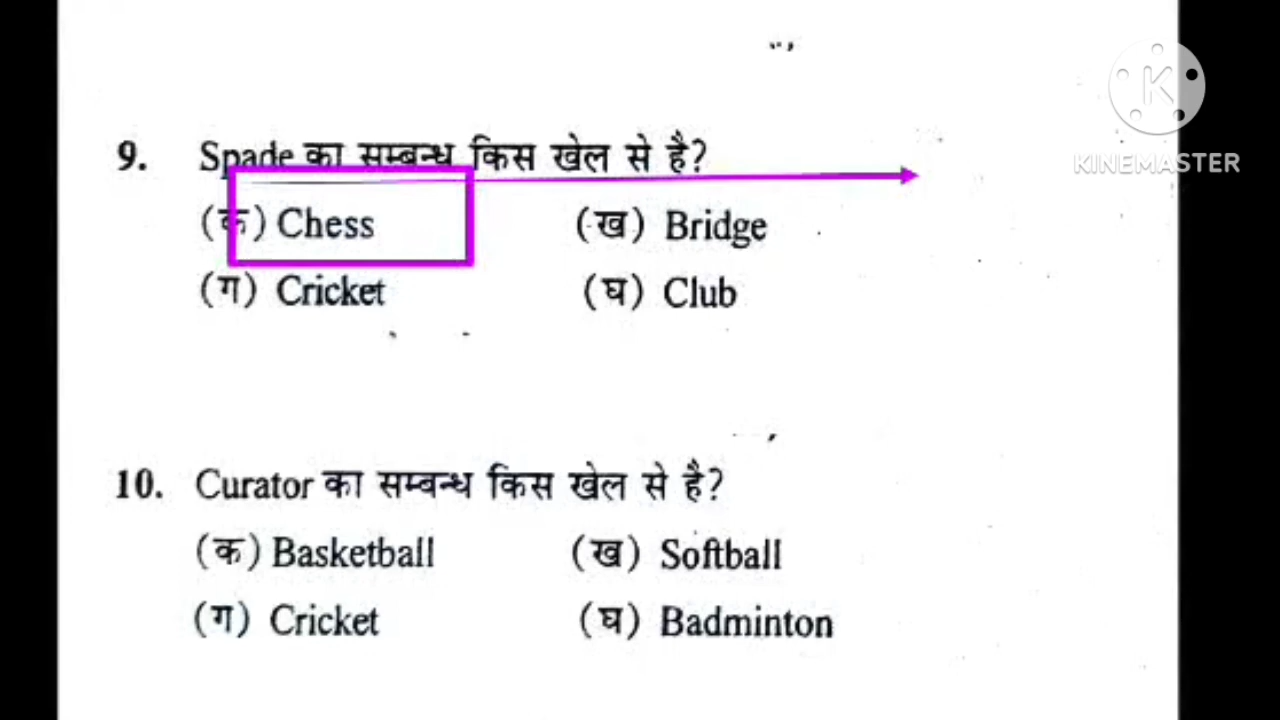 KINEMASTER
9. Spade का सम्बन्ध किस खेल से है?
(क) Chess (ख) Bridge
(ग) Cricket (घ) Club
10. Curator का सम्बन्ध किस खेल से है?
(क) Basketball (ख) Softball
(ग) Cricket (घ) Badminton